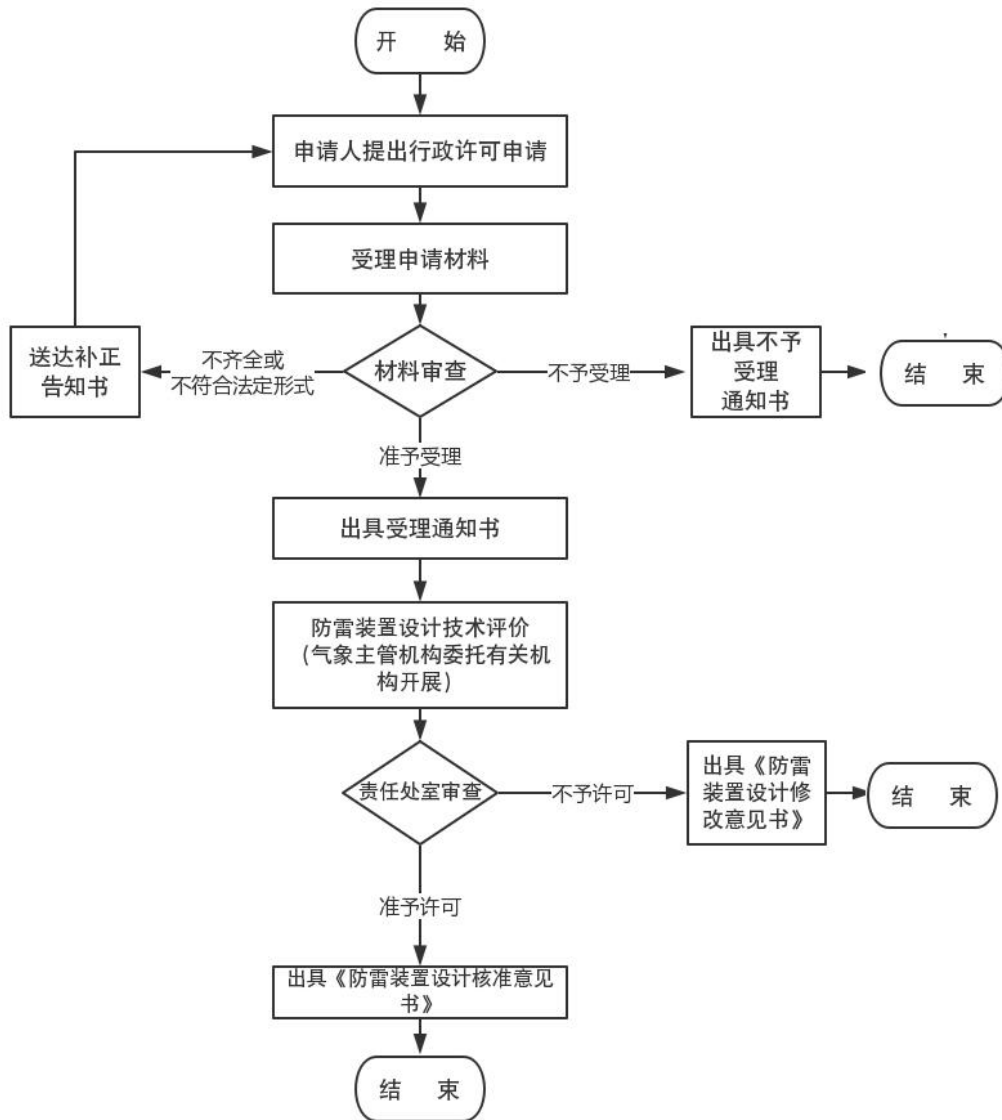 开 始
申请人提出行政许可申请
受理申请材料
送达补正
告知书
不齐全或
不符合法定形式
材料审查
不予受理
出具不予
受理
通知书
结 束
准予受理
出具受理通知书
防雷装置设计技术评价
（气象主管机构委托有关机
构开展）
责任处室审查
不予许可
出具《防雷
装置设计修
改意见书》
结 束
准予许可
出具《防雷装置设计核准意见
书》
结 束